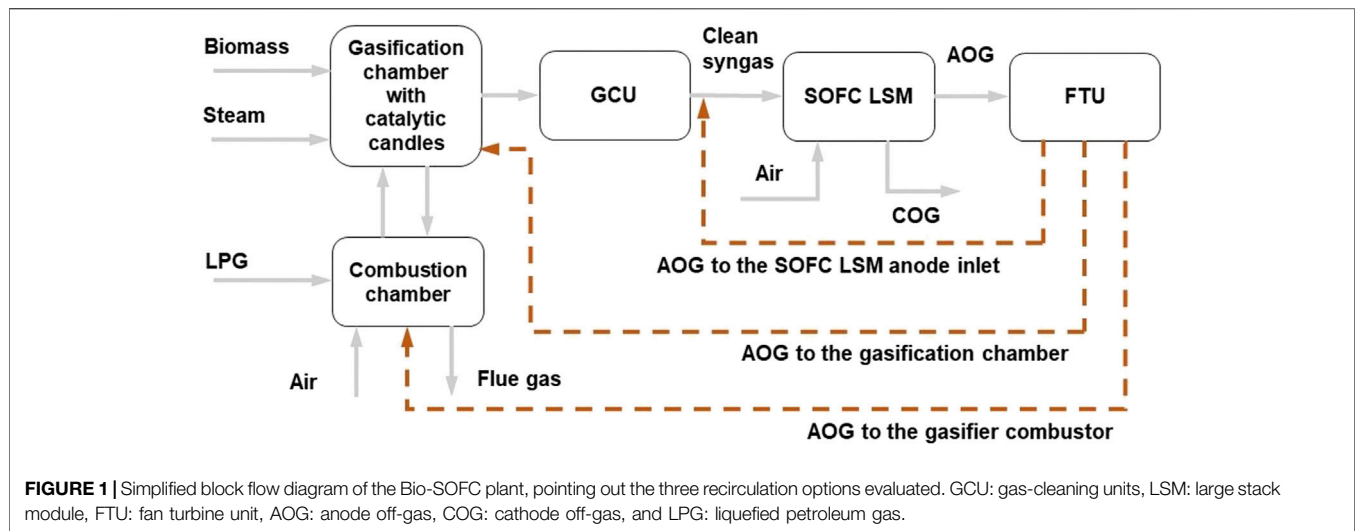 Biomass
Steam
Gasification
chamber
with
catalytic
candles
GCU
Clean
syngas
SOFC LSM
AOG
FTU
Air
COG
AOG to the SOFC LSM anode inlet
LPG
Combustion
chamber
AOG to the gasification chamber
Air
Flue gas
AOG to the gasifier combustor
FIGURE 1 | Simplified block flow diagram of the Bio-SOFC plant, pointing out the three recirculation options evaluated. GCU: gas-cleaning units, LSM: large stack
module, FTU: fan turbine unit, AOG: anode off-gas, COG: cathode off-gas, and LPG: liquefied petroleum gas.